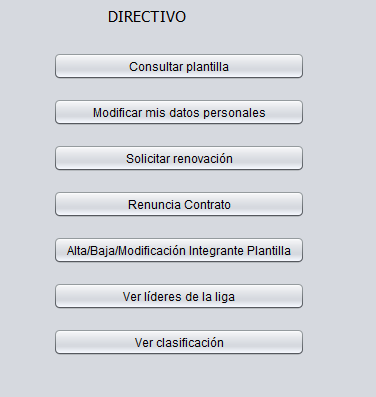 DIRECTIVO
Consultar plantilla
Modificar mis datos personales
Solicitar renovación
Renuncia Contrato
Alta/Baja/Modificación Integrante Plantilla
Ver líderes de la liga
Ver clasificación